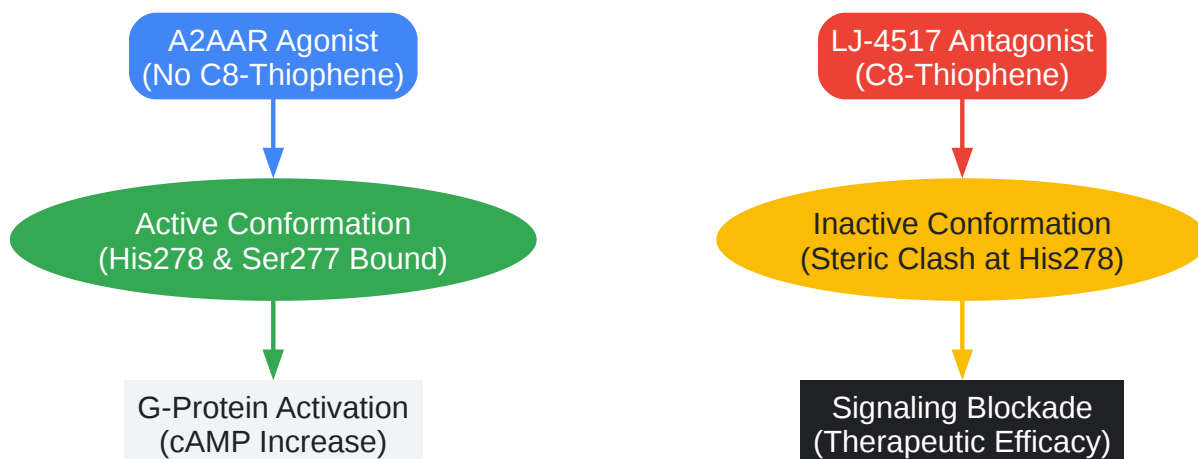 A2AAR Agonist
(No C8-Thiophene)
Active Conformation
(His278 & Ser277 Bound)
G-Protein Activation
(cAMP Increase)
LJ-4517 Antagonist
(C8-Thiophene)
Inactive Conformation
(Steric Clash at His278)
Signaling Blockade
(Therapeutic Efficacy)